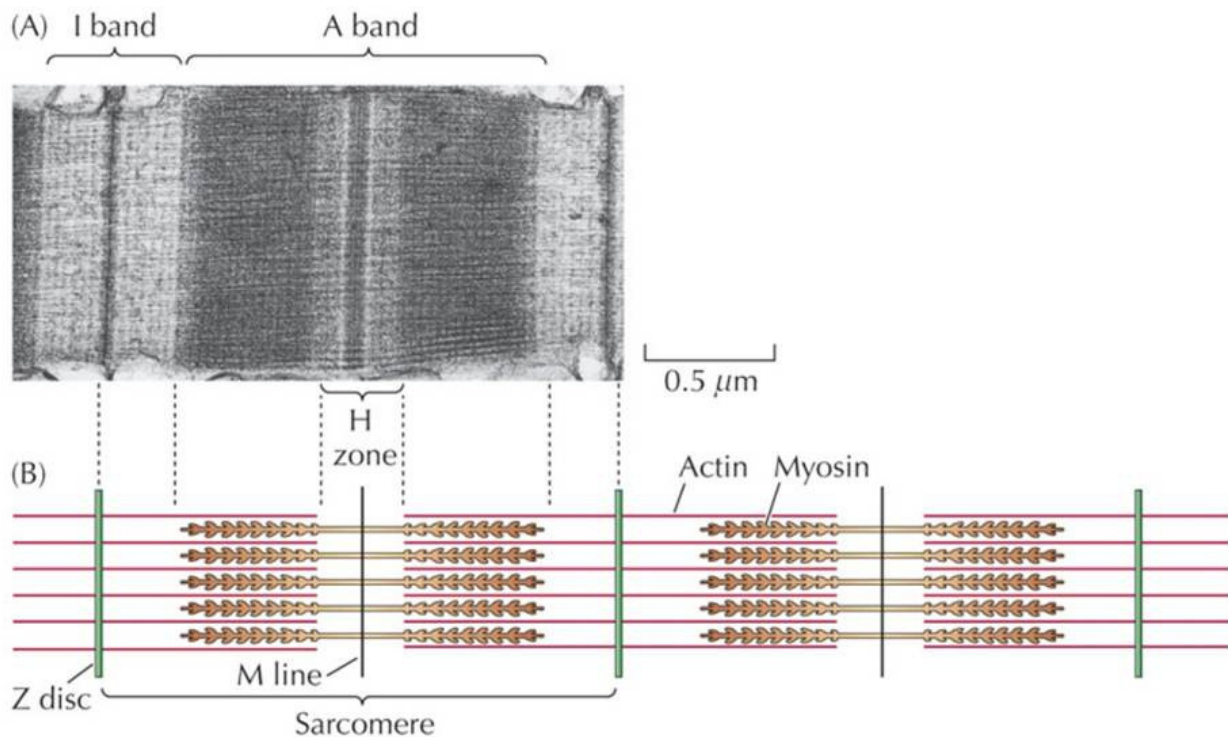 (A)
I band
A band
0.5 μm
H
zone
(B)
Actin
Myosin
M line
Z disc
Sarcomere